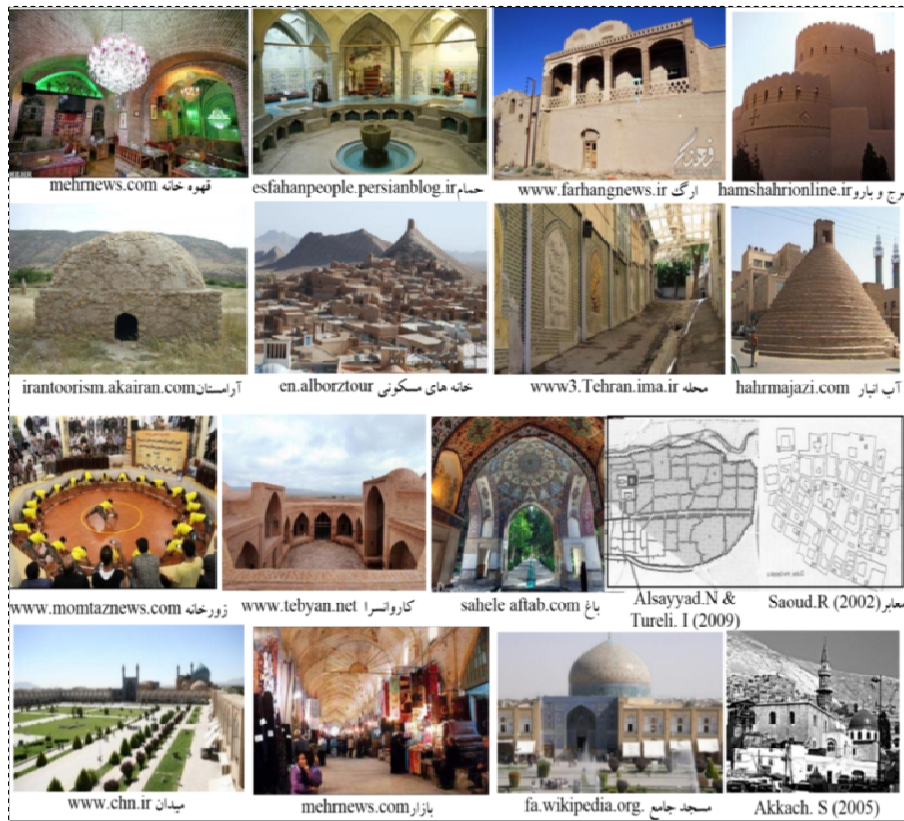 قهوه خانه mehrnews.com
حمام esfahanpeople.persianblog.ir
ارگ www.farhangnews.ir
برج و بارو hamshahrionline.ir
آرامستان irantoorism.akairan.com
خانه های مسکونی en.alborztour
محله www3.Tehran.ima.ir
آب انبار hahrmajazi.com
زورخانه www.momtaznews.com
کاروانسرا www.tebyan.net
باغ sahele aftab.com
Alsayyad.N &
Tureli. I (2009)
معابر Saoud.R (2002)
میدان www.chn.ir
بازار mehrnews.com
مسجد جامع fa.wikipedia.org.
Akkach. S (2005)